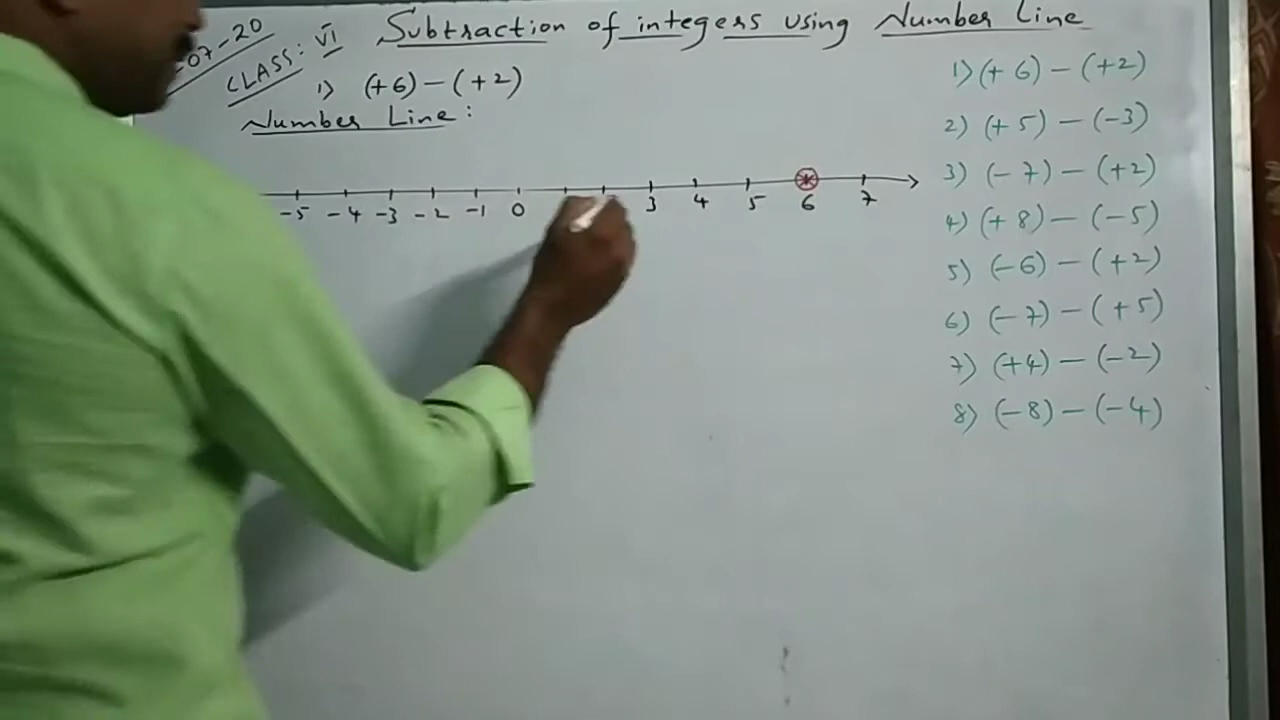 Subtraction of integers using Number Line
-07-20
CLASS: VI
1) (+6) - (+2)
Number Line:
-5 -4 -3 -2 -1 0 3 4 5 6 7
1) (+ 6) - (+2)
2) (+ 5) - (-3)
3) (- 7) - (+2)
4) (+ 8) - (-5)
5) (-6) - (+2)
6) (-7) - (+5)
7) (+4) - (-2)
8) (-8) - (-4)